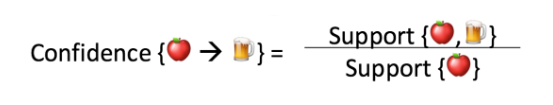 Confidence {🍎 → 🍺} =
Support {🍎, 🍺}
Support {🍎}